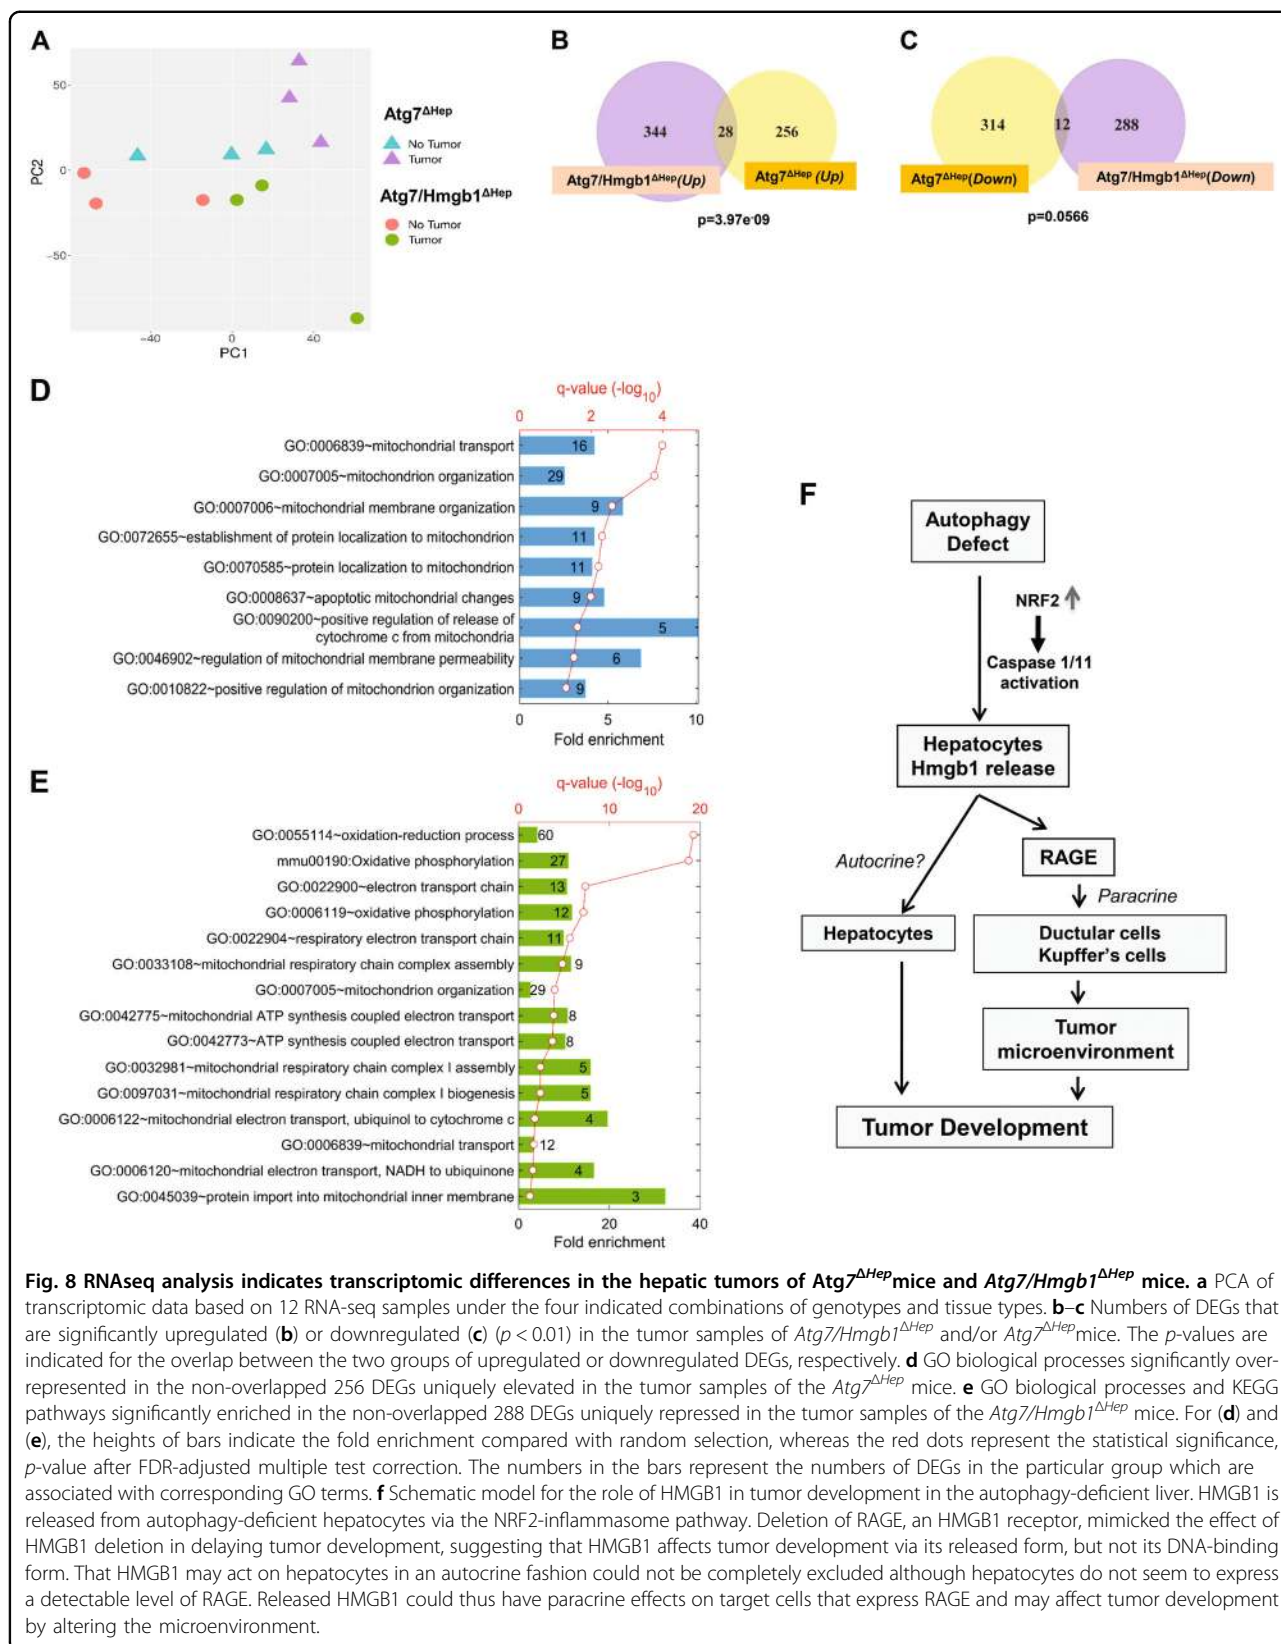 A
50
0
−50
PC2
−40
0
40
PC1
Atg7ΔHep
No Tumor
Tumor
Atg7/Hmgb1ΔHep
No Tumor
Tumor
B
344
28
256
Atg7/Hmgb1ΔHep(Up)
Atg7ΔHep (Up)
p=3.97e-09
C
314
12
288
Atg7ΔHep(Down)
Atg7/Hmgb1ΔHep(Down)
p=0.0566
D
q-value (-log10)
0 2 4
GO:0006839~mitochondrial transport 16
GO:0007005~mitochondrion organization 29
GO:0007006~mitochondrial membrane organization 9
GO:0072655~establishment of protein localization to mitochondrion 11
GO:0070585~protein localization to mitochondrion 11
GO:0008637~apoptotic mitochondrial changes 9
GO:0090200~positive regulation of release of
cytochrome c from mitochondria 5
GO:0046902~regulation of mitochondrial membrane permeability 6
GO:0010822~positive regulation of mitochondrion organization 9
0 5 10
Fold enrichment
E
q-value (-log10)
0 10 20
GO:0055114~oxidation-reduction process 60
mmu00190:Oxidative phosphorylation 27
GO:0022900~electron transport chain 13
GO:0006119~oxidative phosphorylation 12
GO:0022904~respiratory electron transport chain 11
GO:0033108~mitochondrial respiratory chain complex assembly 9
GO:0007005~mitochondrion organization 29
GO:0042775~mitochondrial ATP synthesis coupled electron transport 8
GO:0042773~ATP synthesis coupled electron transport 8
GO:0032981~mitochondrial respiratory chain complex I assembly 5
GO:0097031~mitochondrial respiratory chain complex I biogenesis 5
GO:0006122~mitochondrial electron transport, ubiquinol to cytochrome c 4
GO:0006839~mitochondrial transport 12
GO:0006120~mitochondrial electron transport, NADH to ubiquinone 4
GO:0045039~protein import into mitochondrial inner membrane 3
0 20 40
Fold enrichment
F
Autophagy
Defect
NRF2
Caspase 1/11
activation
Hepatocytes
Hmgb1 release
Autocrine?
RAGE
Paracrine
Hepatocytes
Ductular cells
Kupffer's cells
Tumor
microenvironment
Tumor Development
Fig. 8 RNAseq analysis indicates transcriptomic differences in the hepatic tumors of Atg7ΔHepmice and Atg7/Hmgb1ΔHep mice. a PCA of
transcriptomic data based on 12 RNA-seq samples under the four indicated combinations of genotypes and tissue types. b–c Numbers of DEGs that
are significantly upregulated (b) or downregulated (c) (p < 0.01) in the tumor samples of Atg7/Hmgb1ΔHep and/or Atg7ΔHepmice. The p-values are
indicated for the overlap between the two groups of upregulated or downregulated DEGs, respectively. d GO biological processes significantly over-
represented in the non-overlapped 256 DEGs uniquely elevated in the tumor samples of the Atg7ΔHep mice. e GO biological processes and KEGG
pathways significantly enriched in the non-overlapped 288 DEGs uniquely repressed in the tumor samples of the Atg7/Hmgb1ΔHep mice. For (d) and
(e), the heights of bars indicate the fold enrichment compared with random selection, whereas the red dots represent the statistical significance,
p-value after FDR-adjusted multiple test correction. The numbers in the bars represent the numbers of DEGs in the particular group which are
associated with corresponding GO terms. f Schematic model for the role of HMGB1 in tumor development in the autophagy-deficient liver. HMGB1 is
released from autophagy-deficient hepatocytes via the NRF2-inflammasome pathway. Deletion of RAGE, an HMGB1 receptor, mimicked the effect of
HMGB1 deletion in delaying tumor development, suggesting that HMGB1 affects tumor development via its released form, but not its DNA-binding
form. That HMGB1 may act on hepatocytes in an autocrine fashion could not be completely excluded although hepatocytes do not seem to express
a detectable level of RAGE. Released HMGB1 could thus have paracrine effects on target cells that express RAGE and may affect tumor development
by altering the microenvironment.